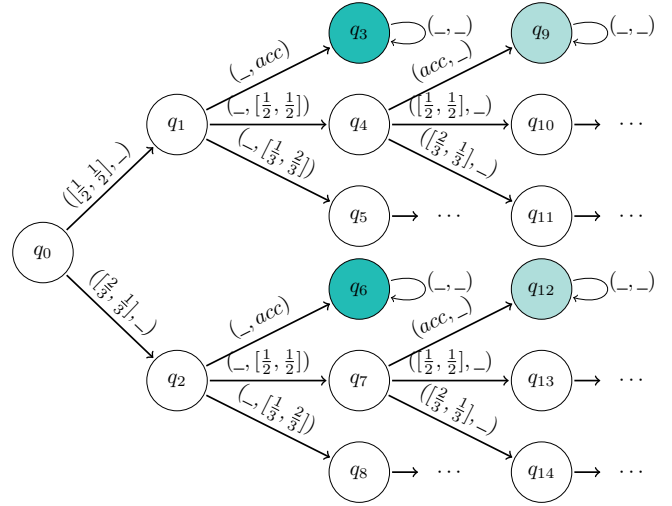 q₃ (_, _) q₉ (_, _)
(_, acc) (acc, _)
q₁ (_, [1/2, 1/2]) q₄ ([1/2, 1/2], _) q₁₀ ⋯
(_, [1/3, 2/3]) ([2/3, 1/3], _)
([1/2, 1/2], _) q₅ ⋯ q₁₁ ⋯
q₀
([2/3, 1/3], _) q₆ (_, _) q₁₂ (_, _)
(_, acc) (acc, _)
q₂ (_, [1/2, 1/2]) q₇ ([1/2, 1/2], _) q₁₃ ⋯
(_, [1/3, 2/3]) ([2/3, 1/3], _)
q₈ ⋯ q₁₄ ⋯